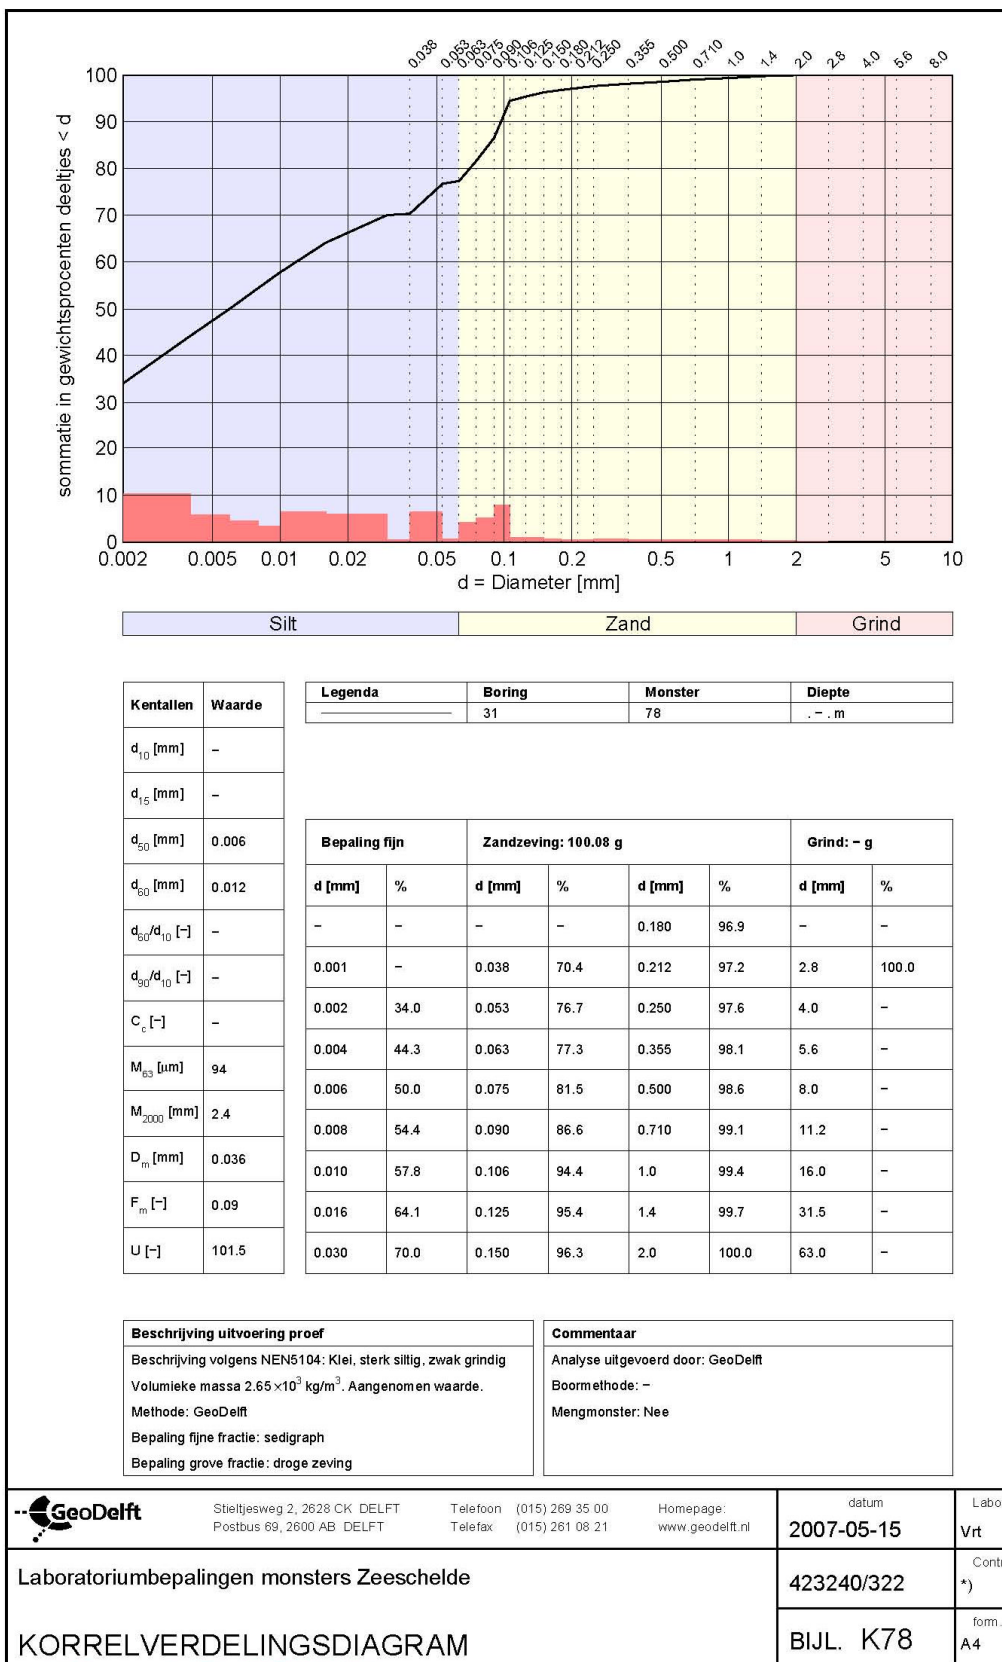 0.038 0.053 0.063 0.075 0.090 0.106 0.125 0.150 0.180 0.212 0.250 0.355 0.500 0.710 1.0 1.4 2.0 2.8 4.0 5.6 8.0
sommatie in gewichtsprocenten deeltjes < d
100
90
80
70
60
50
40
30
20
10
0
0.002 0.005 0.01 0.02 0.05 0.1 0.2 0.5 1 2 5 10
d = Diameter [mm]
Silt Zand Grind
Kentallen Waarde
d10 [mm] –
d15 [mm] –
d50 [mm] 0.006
d60 [mm] 0.012
d60/d10 [–] –
d90/d10 [–] –
Cc [–] –
M63 [µm] 94
M2000 [mm] 2.4
Dm [mm] 0.036
Fm [–] 0.09
U [–] 101.5
Legenda Boring Monster Diepte
31 78 . – . m
Bepaling fijn Zandzeving: 100.08 g Grind: – g
d [mm] % d [mm] % d [mm] % d [mm] %
– – – – 0.180 96.9 – –
0.001 – 0.038 70.4 0.212 97.2 2.8 100.0
0.002 34.0 0.053 76.7 0.250 97.6 4.0 –
0.004 44.3 0.063 77.3 0.355 98.1 5.6 –
0.006 50.0 0.075 81.5 0.500 98.6 8.0 –
0.008 54.4 0.090 86.6 0.710 99.1 11.2 –
0.010 57.8 0.106 94.4 1.0 99.4 16.0 –
0.016 64.1 0.125 95.4 1.4 99.7 31.5 –
0.030 70.0 0.150 96.3 2.0 100.0 63.0 –
Beschrijving uitvoering proef
Beschrijving volgens NEN5104: Klei, sterk siltig, zwak grindig
Volumieke massa 2.65 ×10³ kg/m³. Aangenomen waarde.
Methode: GeoDelft
Bepaling fijne fractie: sedigraph
Bepaling grove fractie: droge zeving
Commentaar
Analyse uitgevoerd door: GeoDelft
Boormethode: –
Mengmonster: Nee
GeoDelft
Stieltjesweg 2, 2628 CK DELFT Telefoon (015) 269 35 00 Homepage:
Postbus 69, 2600 AB DELFT Telefax (015) 261 08 21 www.geodelft.nl
datum
2007-05-15
Labo
Vrt
Laboratoriumbepalingen monsters Zeeschelde
423240/322
Contr
*)
KORRELVERDELINGSDIAGRAM
BIJL. K78
form.
A4